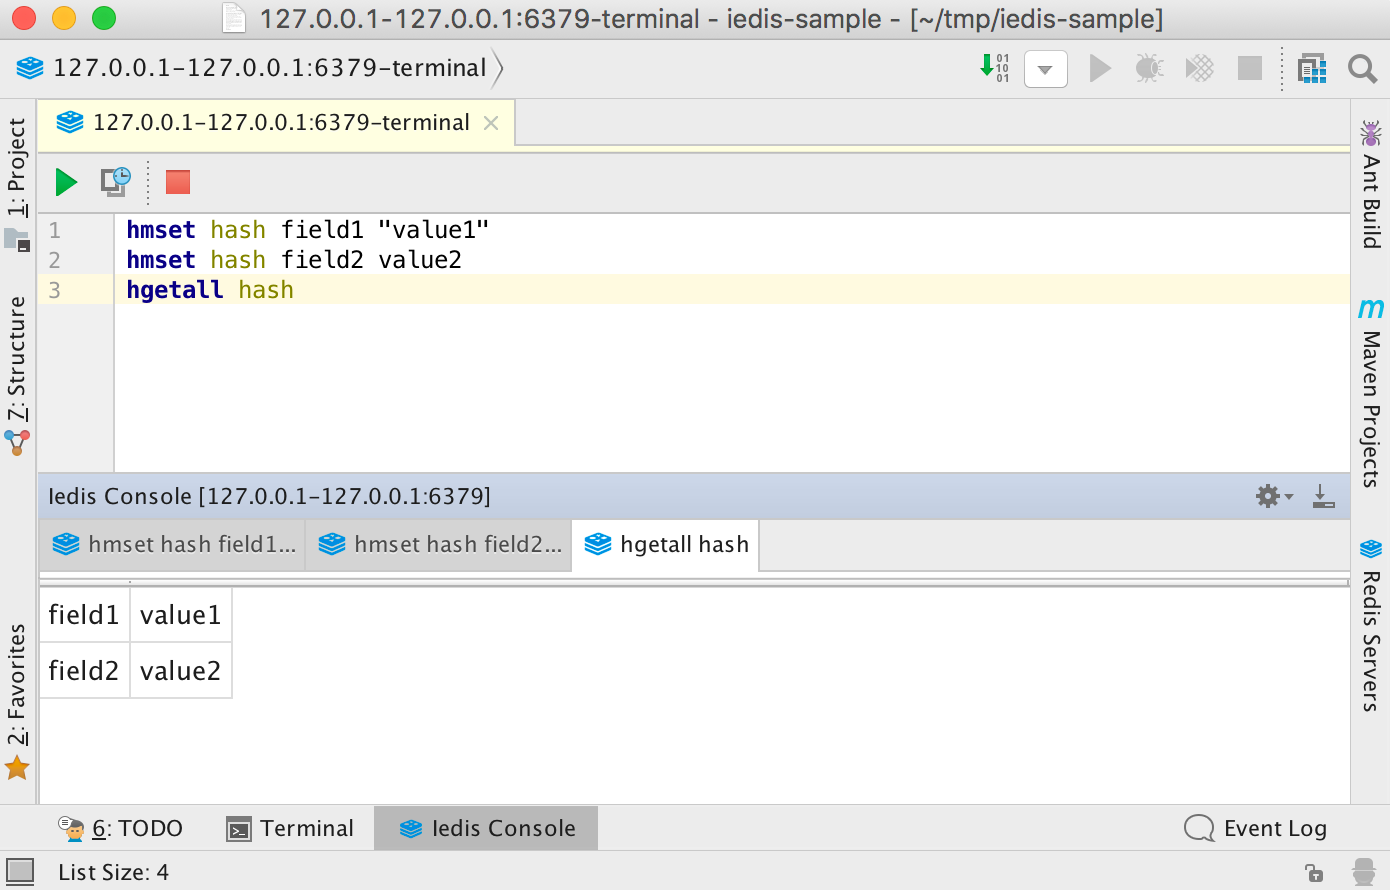 127.0.0.1-127.0.0.1:6379-terminal - iedis-sample - [~/tmp/iedis-sample]
127.0.0.1-127.0.0.1:6379-terminal
01
10
01
1: Project
7: Structure
2: Favorites
127.0.0.1-127.0.0.1:6379-terminal
1 hmset hash field1 "value1"
2 hmset hash field2 value2
3 hgetall hash
Iedis Console [127.0.0.1-127.0.0.1:6379]
hmset hash field1... hmset hash field2... hgetall hash
field1 value1
field2 value2
Ant Build
m
Maven Projects
Redis Servers
6: TODO Terminal Iedis Console Event Log
List Size: 4